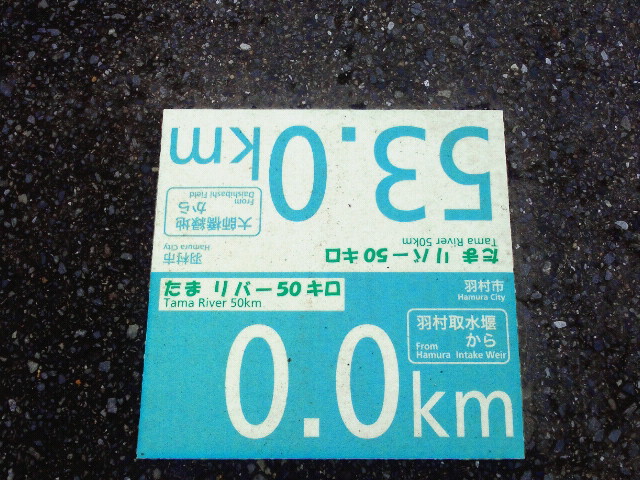 53.0km
たま リバー50キロ
Tama River 50km
大師橋緑地
から
From
Daishibashi Field
羽村市
Hamura City
たま リバー50キロ
Tama River 50km
羽村市
Hamura City
羽村取水堰
から
From
Hamura Intake Weir
0.0km